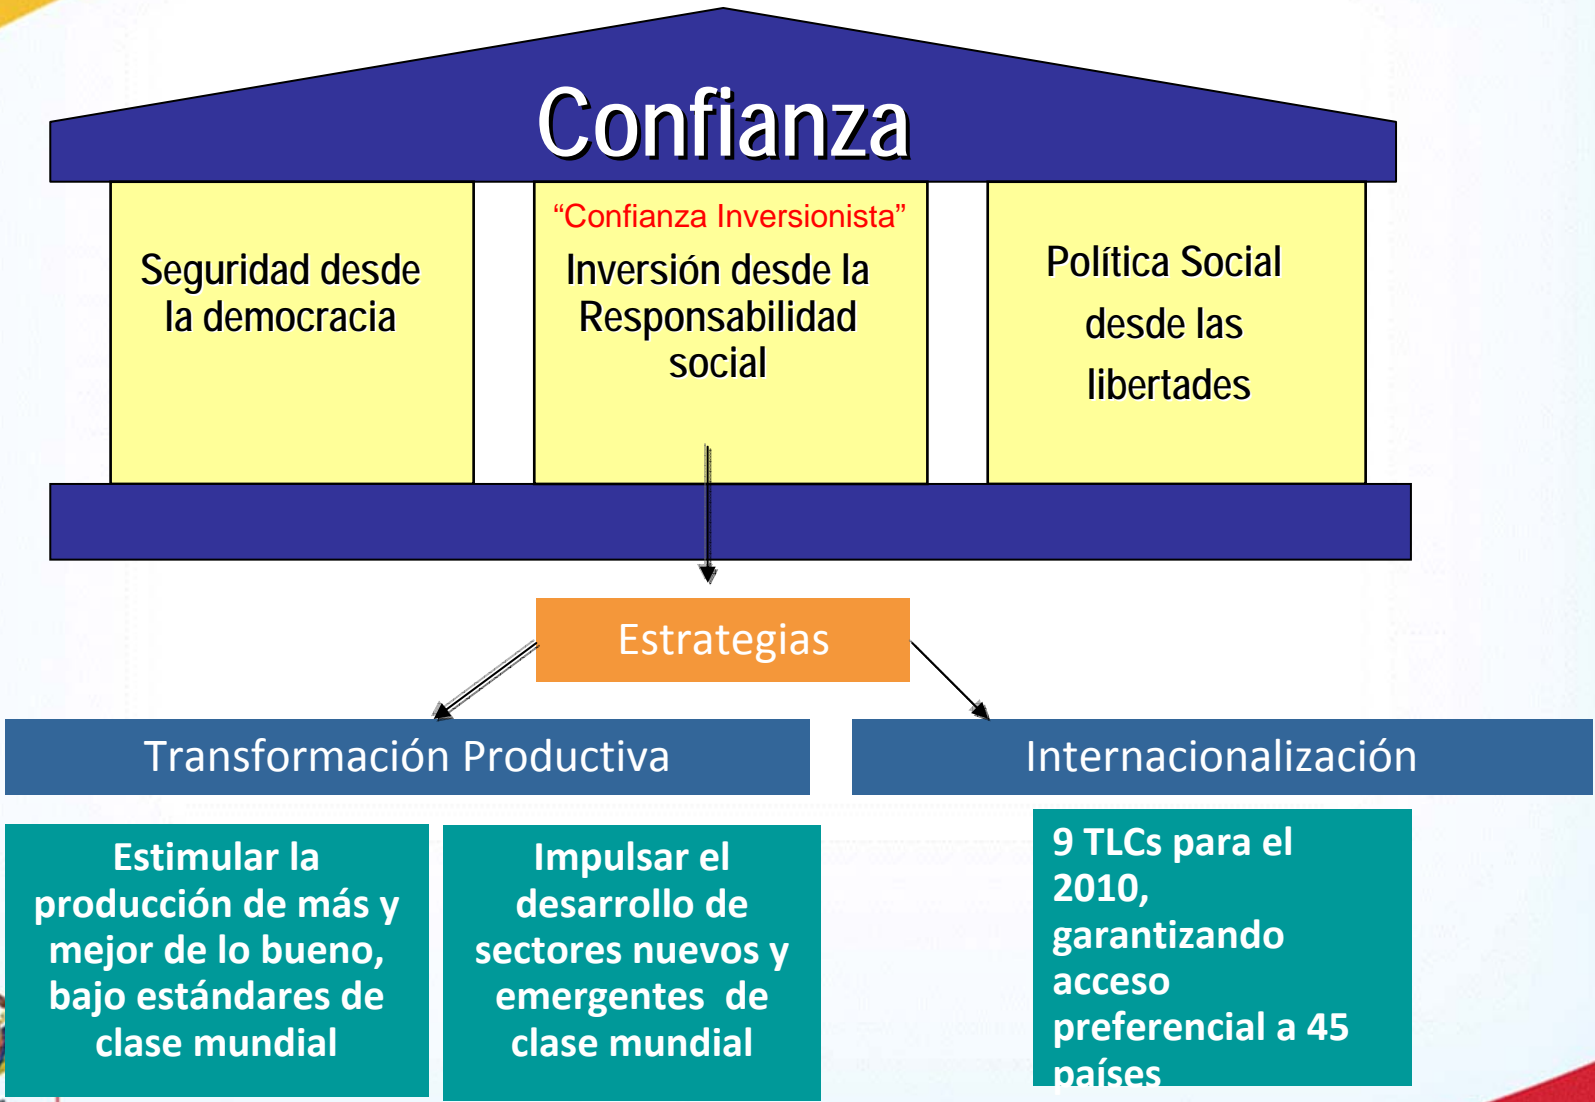 Confianza
Seguridad desde
la democracia
“Confianza Inversionista”
Inversión desde la
Responsabilidad
social
Política Social
desde las
libertades
Estrategias
Transformación Productiva
Internacionalización
Estimular la
producción de más y
mejor de lo bueno,
bajo estándares de
clase mundial
Impulsar el
desarrollo de
sectores nuevos y
emergentes de
clase mundial
9 TLCs para el
2010,
garantizando
acceso
preferencial a 45
países